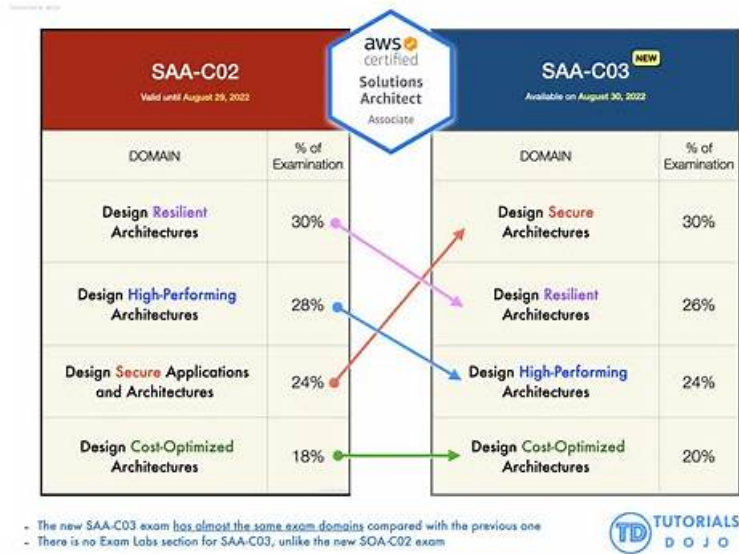 aws
certified
Solutions
Architect
Associate
SAA-C02
Valid until August 29, 2022
DOMAIN
% of
Examination
Design Resilient
Architectures
30%
Design High-Performing
Architectures
28%
Design Secure Applications
and Architectures
24%
Design Cost-Optimized
Architectures
18%
SAA-C03
NEW
Available on August 30, 2022
DOMAIN
% of
Examination
Design Secure
Architectures
30%
Design Resilient
Architectures
26%
Design High-Performing
Architectures
24%
Design Cost-Optimized
Architectures
20%
- The new SAA-C03 exam has almost the same exam domains compared with the previous one
- There is no Exam Labs section for SAA-C03, unlike the new SOA-C02 exam
TD
TUTORIALS
DOJO